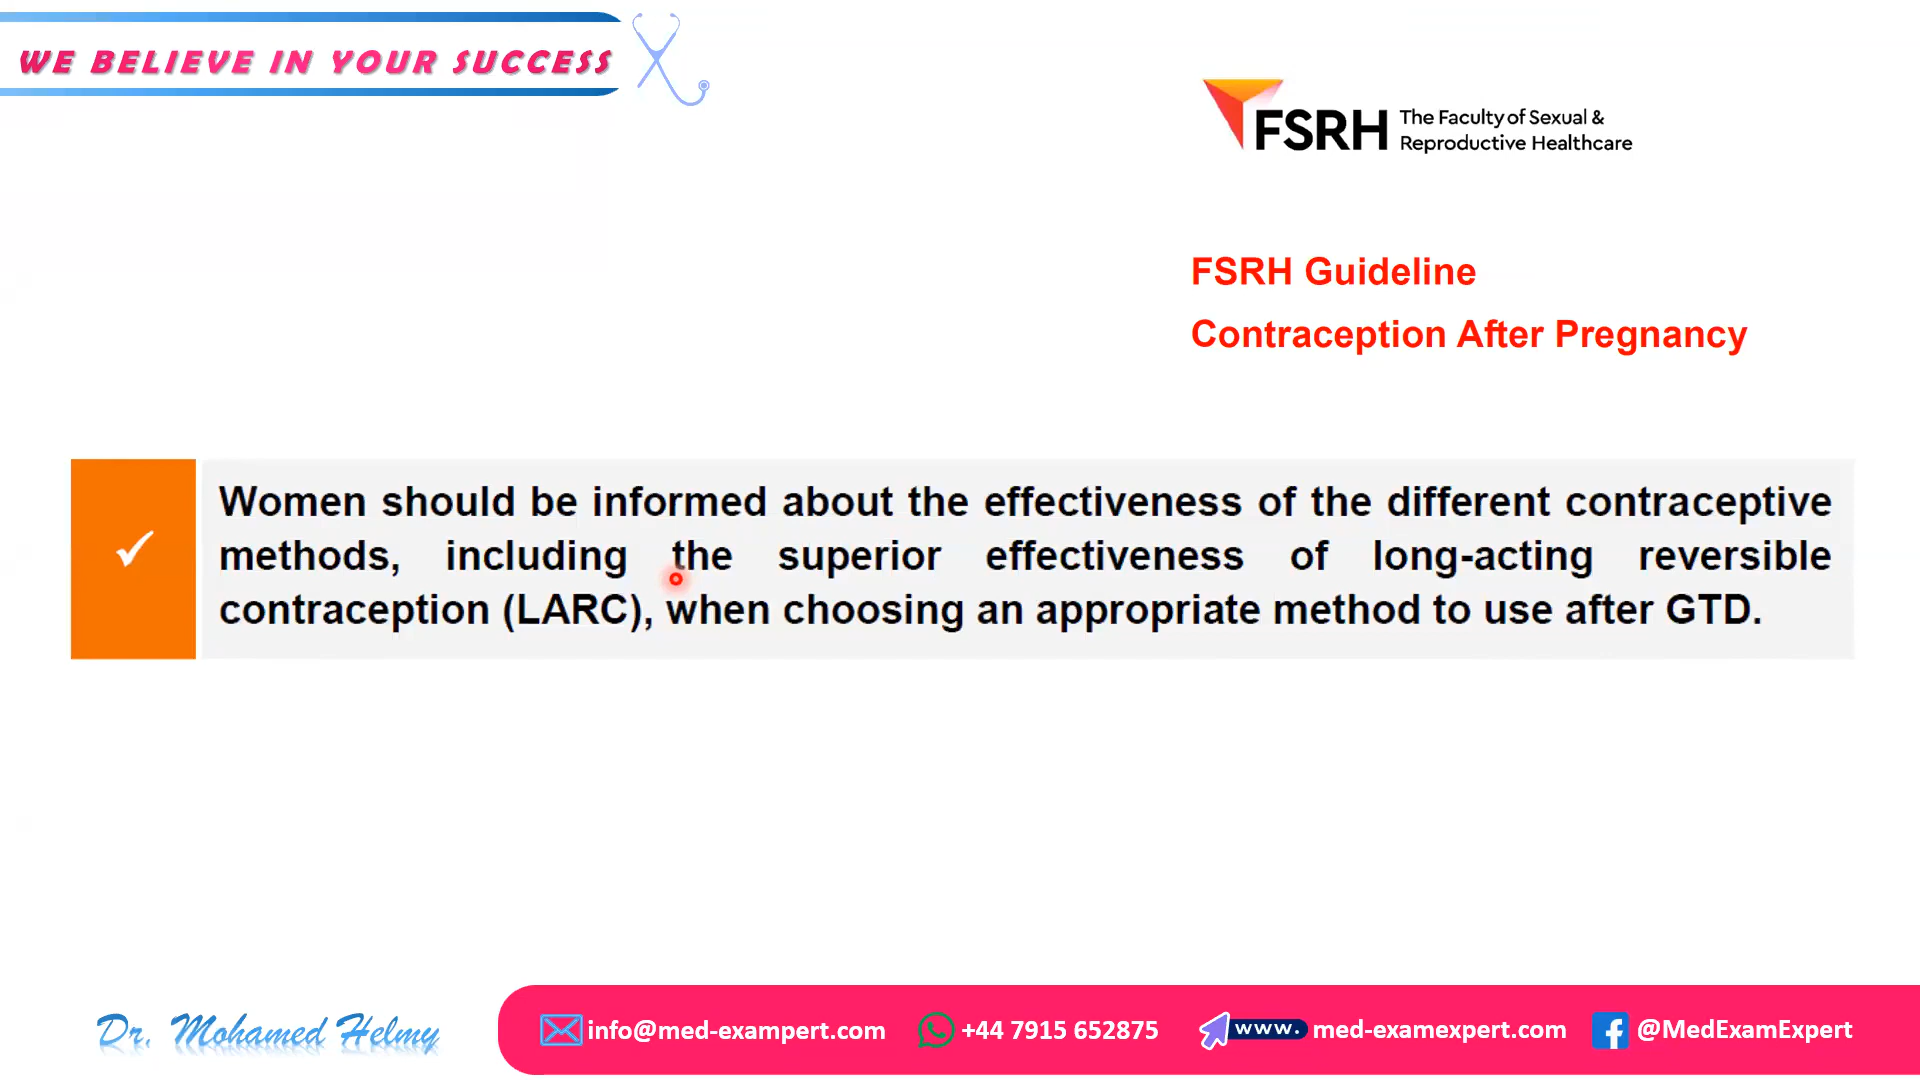 WE BELIEVE IN YOUR SUCCESS
FSRH The Faculty of Sexual &
Reproductive Healthcare
FSRH Guideline
Contraception After Pregnancy
Women should be informed about the effectiveness of the different contraceptive
methods, including the superior effectiveness of long-acting reversible
contraception (LARC), when choosing an appropriate method to use after GTD.
Dr. Mohamed Helmy
info@med-exampert.com
+44 7915 652875
www. med-examexpert.com
@MedExamExpert